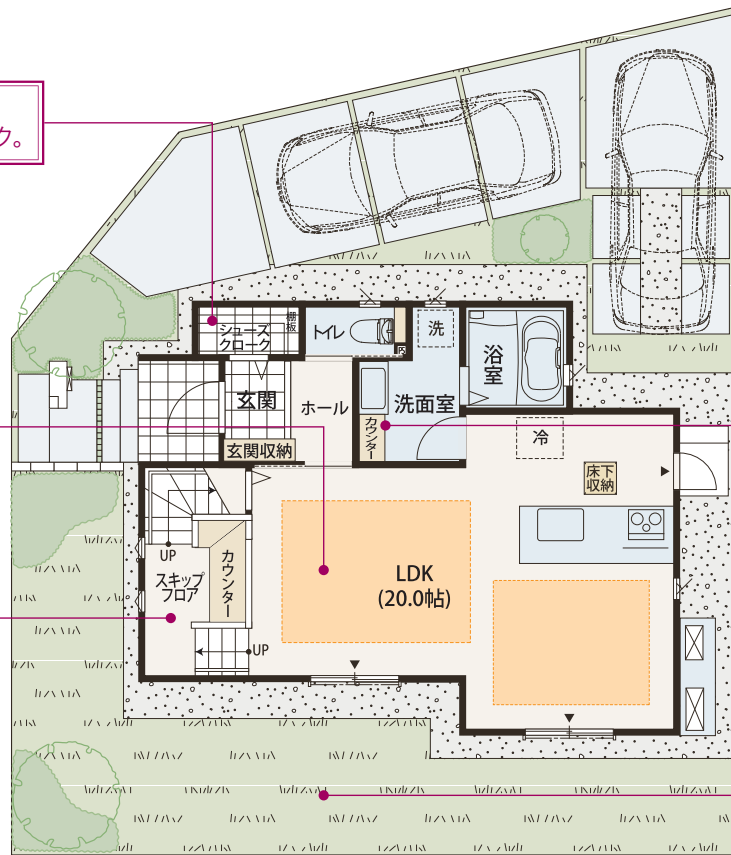 ク。
シューズ
クローク
棚板
トイレ
洗
浴室
玄関
ホール
洗面室
カウンター
玄関収納
冷
床下
収納
UP
スキップ
フロア
カウンター
UP
LDK
(20.0帖)